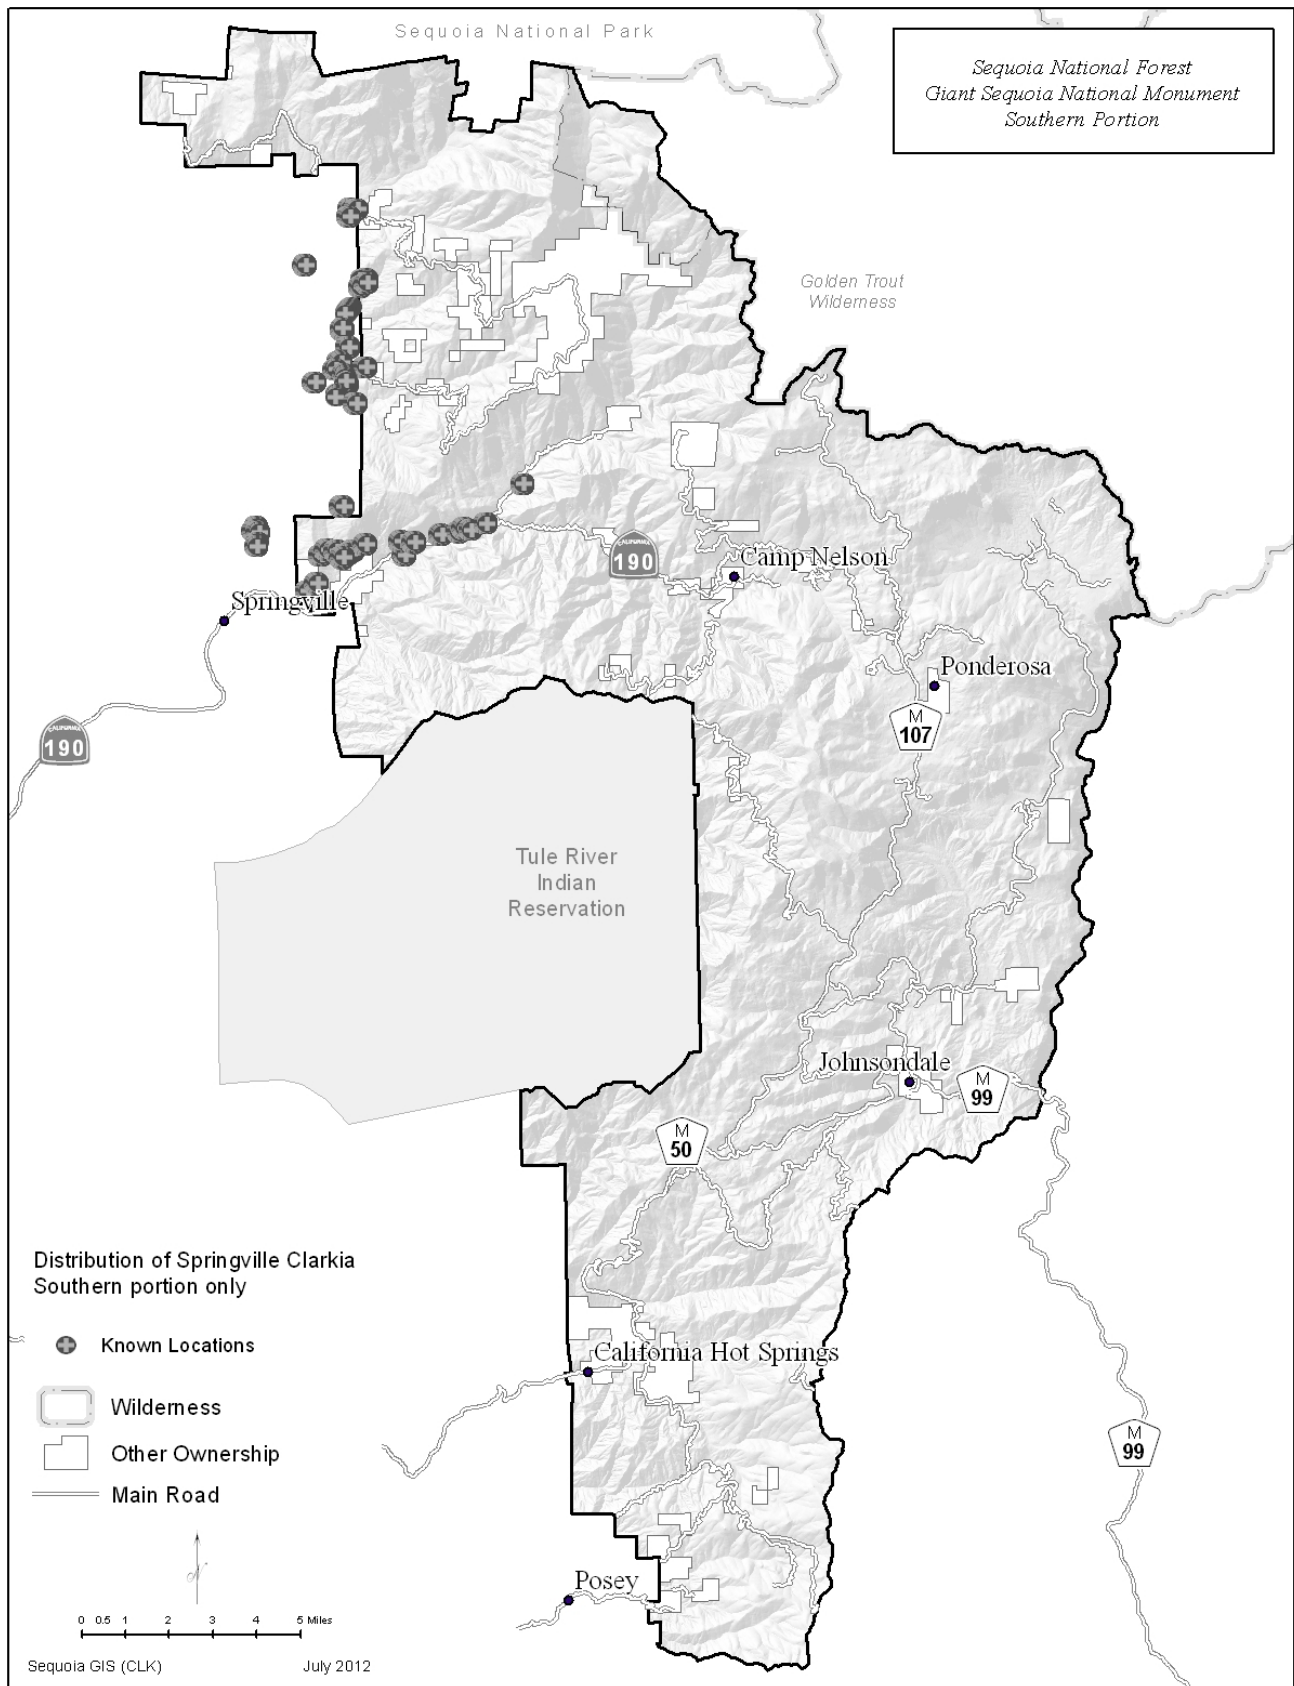 Sequoia National Park
Sequoia National Forest
Giant Sequoia National Monument
Southern Portion
Golden Trout
Wilderness
CALIFORNIA
190
Camp Nelson
Springville
Ponderosa
M
107
CALIFORNIA
190
Tule River
Indian
Reservation
Johnsondale
M
99
M
50
Distribution of Springville Clarkia
Southern portion only
Known Locations
California Hot Springs
Wilderness
Other Ownership
M
99
Main Road
Posey
0 0.5 1 2 3 4 5 Miles
Sequoia GIS (CLK) July 2012